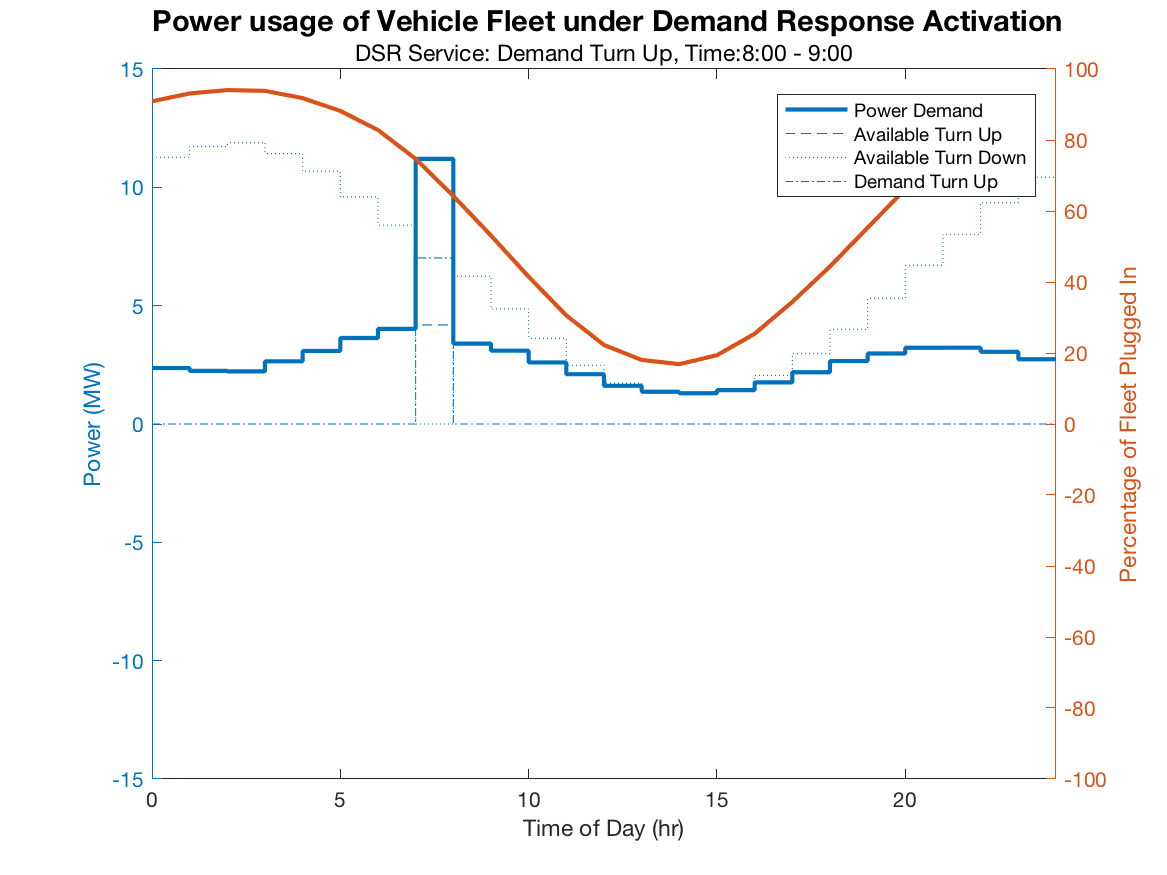 Power usage of Vehicle Fleet under Demand Response Activation
DSR Service: Demand Turn Up, Time:8:00 - 9:00
15
10
5
0
-5
-10
-15
Power (MW)
100
80
60
40
20
0
-20
-40
-60
-80
-100
Percentage of Fleet Plugged In
Power Demand
Available Turn Up
Available Turn Down
Demand Turn Up
0
5
10
15
20
Time of Day (hr)